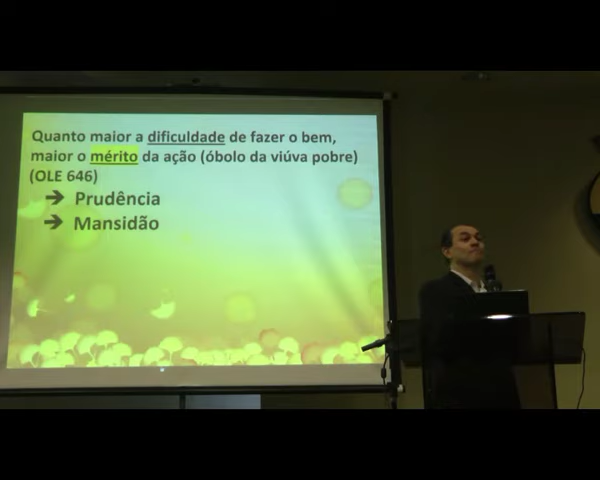 Quanto maior a dificuldade de fazer o bem,
maior o mérito da ação (óbolo da viúva pobre)
(OLE 646)
➔ Prudência
➔ Mansidão